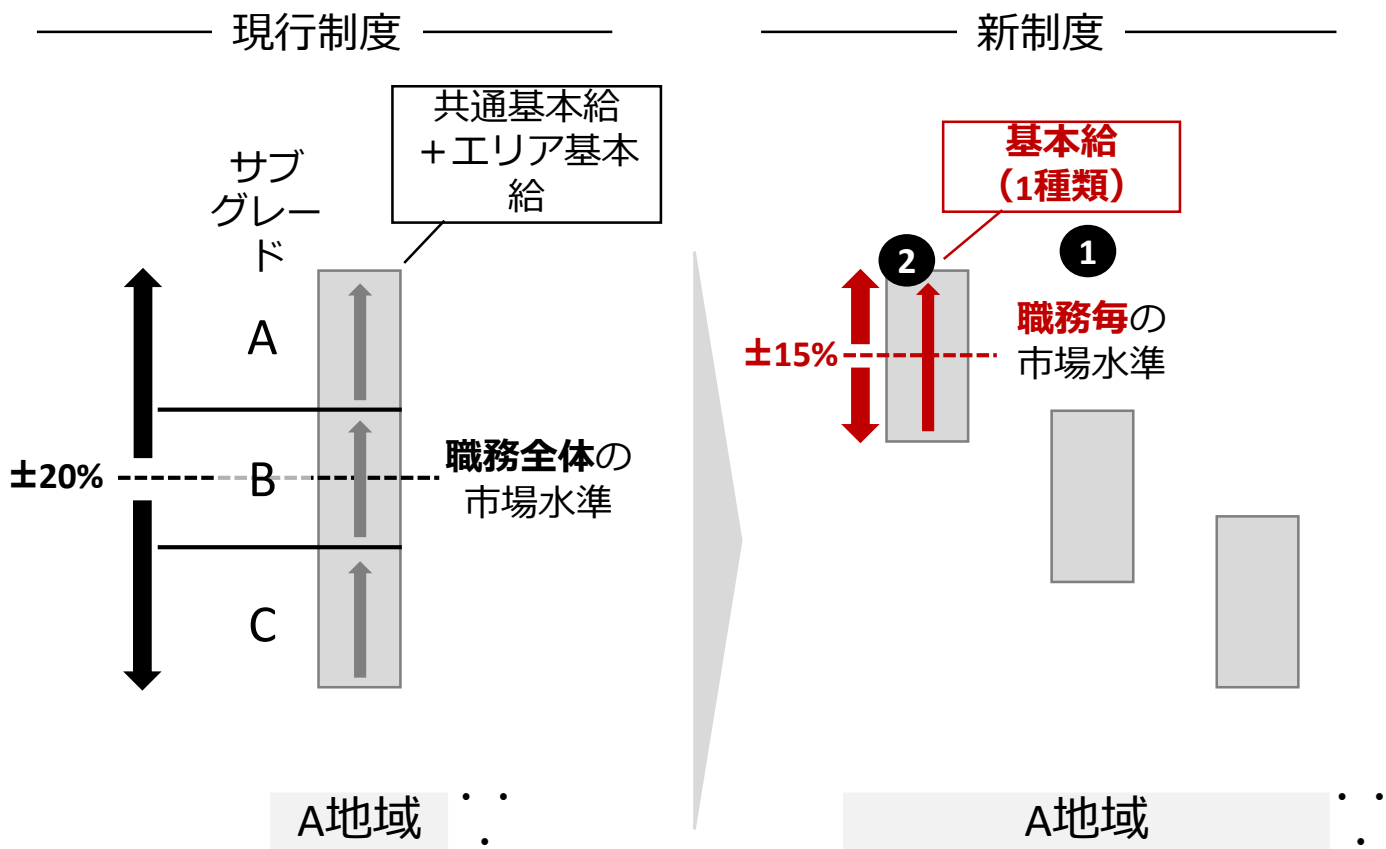 現行制度
共通基本給
＋エリア基本
給
サブ
グレー
ド
A
B
C
±20%
職務全体の
市場水準
A地域
・・・
新制度
基本給
（1種類）
2
1
±15%
職務毎の
市場水準
A地域
・・・